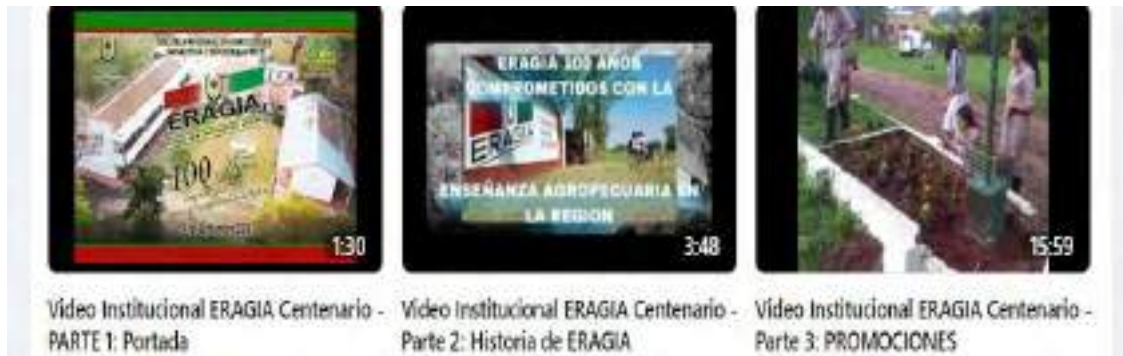 ERAGIA
100
1:30
ERAGIA 100 AÑOS
COMPROMETIDOS CON LA
ERAGIA
ENSEÑANZA AGROPECUARIA EN
LA REGION
3:48
15:59
Video Institucional ERAGIA Centenario -
PARTE 1: Portada
Video Institucional ERAGIA Centenario -
Parte 2: Historia de ERAGIA
Video Institucional ERAGIA Centenario -
Parte 3: PROMOCIONES